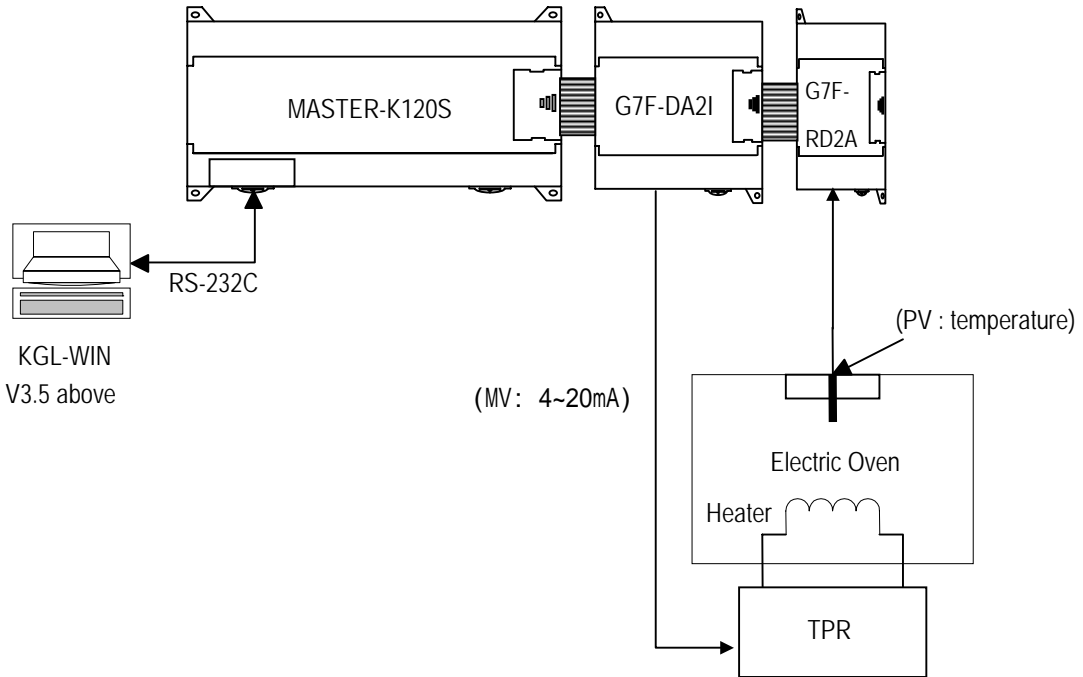 MASTER-K120S
G7F-DA2I
G7F-
RD2A
RS-232C
KGL-WIN
V3.5 above
(PV : temperature)
(MV: 4~20mA)
Electric Oven
Heater
TPR